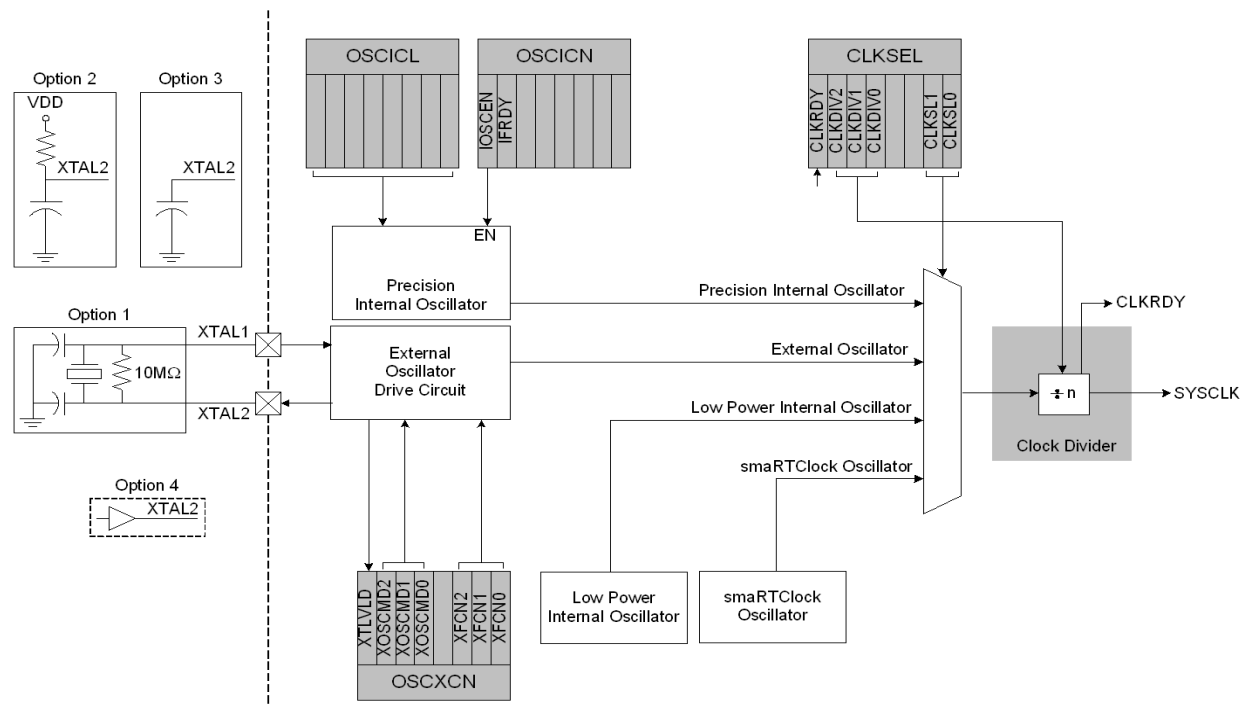 OSCICL
OSCICN
IOSCEN
IFRDY
CLKSEL
CLKRDY
CLKDIV2
CLKDIV1
CLKDIV0
CLKSL1
CLKSL0
Option 2
VDD
XTAL2
Option 3
XTAL2
EN
Precision
Internal Oscillator
Precision Internal Oscillator
CLKRDY
Option 1
XTAL1
10MΩ
XTAL2
External
Oscillator
Drive Circuit
External Oscillator
Low Power Internal Oscillator
smaRTClock Oscillator
÷ n
SYSCLK
Clock Divider
Option 4
XTAL2
XTLVLD
XOSCMD2
XOSCMD1
XOSCMD0
XFCN2
XFCN1
XFCN0
OSCXCN
Low Power
Internal Oscillator
smaRTClock
Oscillator